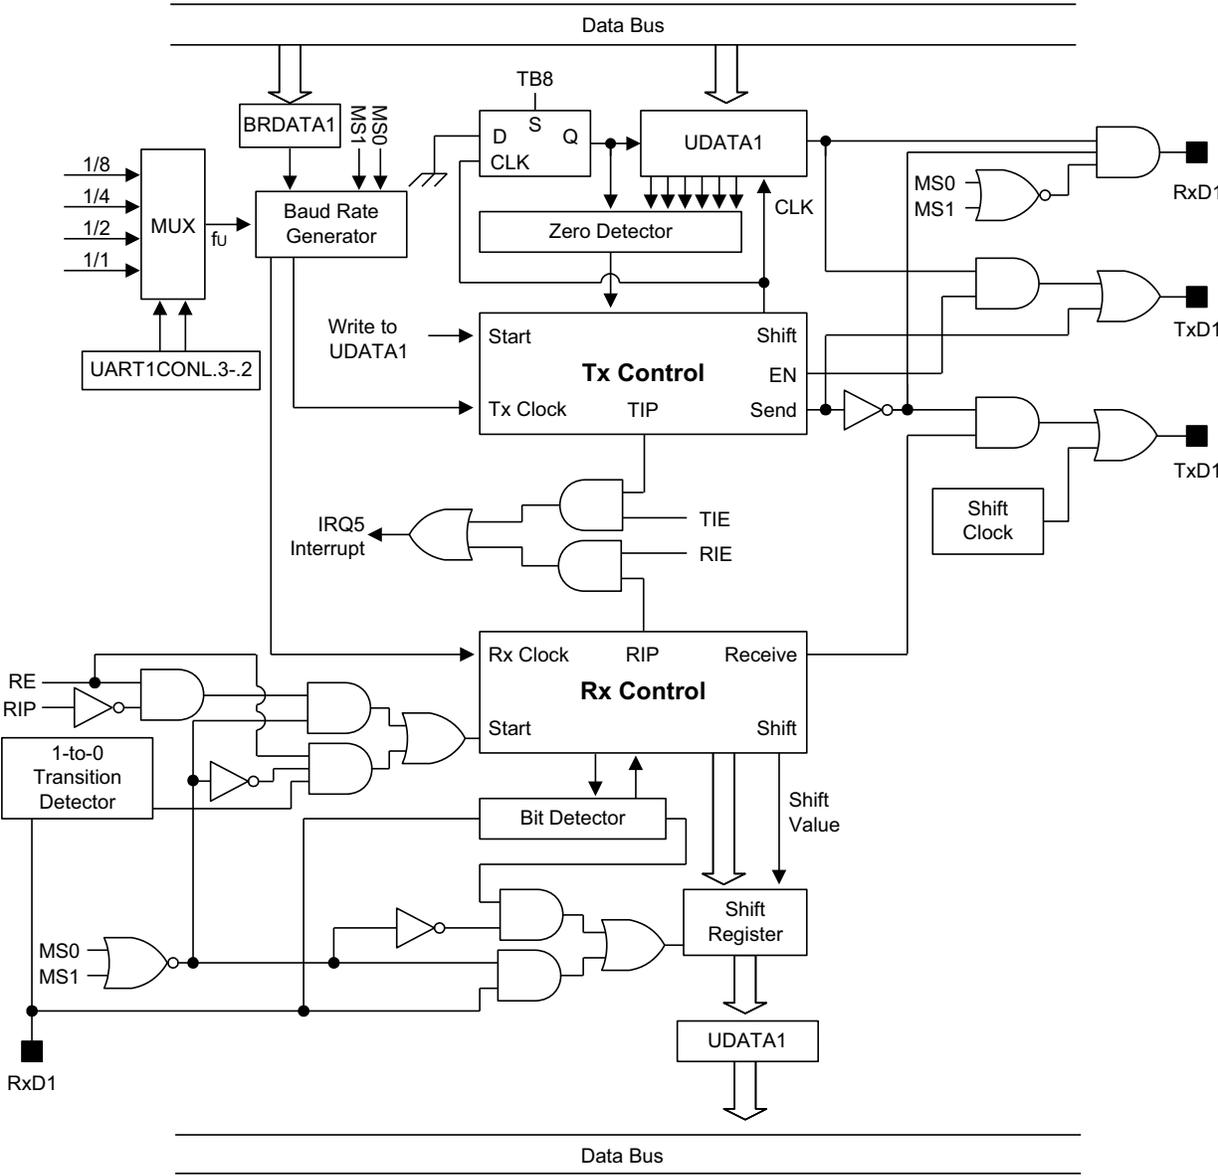 Data Bus
TB8
BRDATA1
MS1
MS0
S
D
Q
CLK
UDATA1
1/8
1/4
1/2
1/1
MUX
fU
Baud Rate
Generator
Zero Detector
CLK
MS0
MS1
RxD1
UART1CONL.3-.2
Write to
UDATA1
Start
Shift
Tx Control
EN
Tx Clock
TIP
Send
TxD1
TxD1
Shift
Clock
IRQ5
Interrupt
TIE
RIE
Rx Clock
RIP
Receive
Rx Control
Start
Shift
RE
RIP
1-to-0
Transition
Detector
Bit Detector
Shift
Value
Shift
Register
MS0
MS1
UDATA1
RxD1
Data Bus